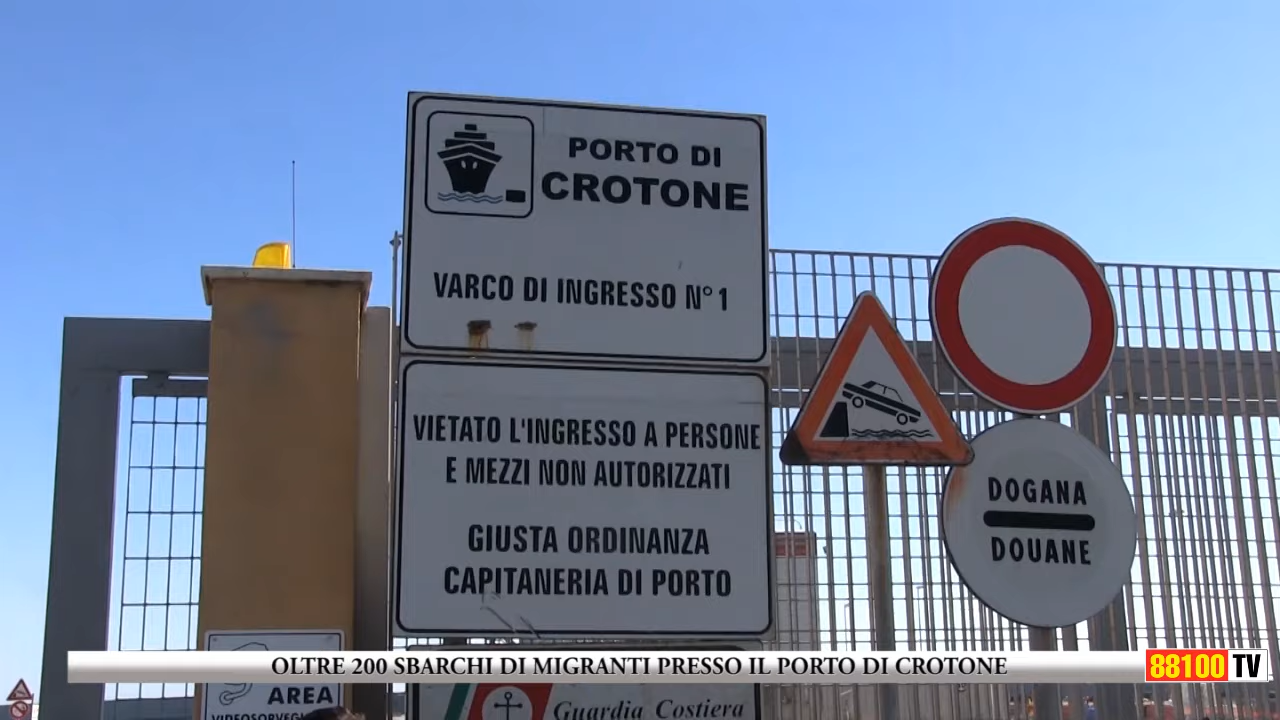 PORTO DI
CROTONE
VARCO DI INGRESSO N° 1
VIETATO L'INGRESSO A PERSONE
E MEZZI NON AUTORIZZATI
GIUSTA ORDINANZA
CAPITANERIA DI PORTO
DOGANA
DOUANE
OLTRE 200 SBARCHI DI MIGRANTI PRESSO IL PORTO DI CROTONE
88100 TV
AREA
Guardia Costiera